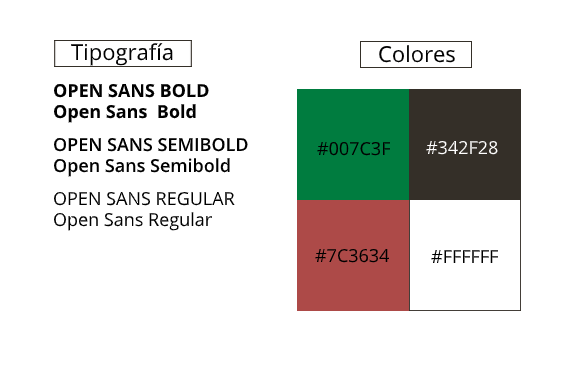 Tipografía
OPEN SANS BOLD
Open Sans  Bold
OPEN SANS SEMIBOLD
Open Sans Semibold
OPEN SANS REGULAR
Open Sans Regular
Colores
#007C3F
#342F28
#7C3634
#FFFFFF